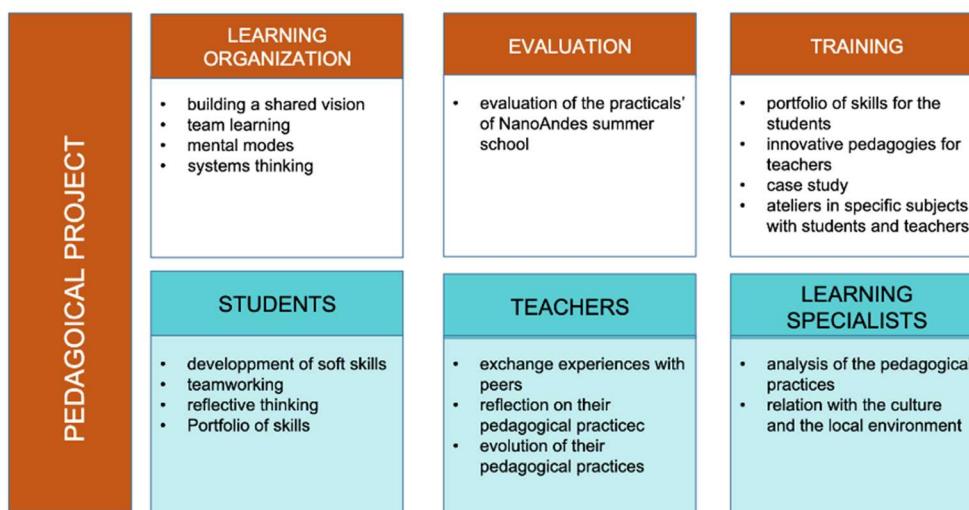 PEDAGOICAL PROJECT
LEARNING
ORGANIZATION
• building a shared vision
• team learning
• mental modes
• systems thinking
EVALUATION
• evaluation of the practicals'
of NanoAndes summer
school
TRAINING
• portfolio of skills for the
students
• innovative pedagogies for
teachers
• case study
• ateliers in specific subjects
with students and teachers
STUDENTS
• developpment of soft skills
• teamworking
• reflective thinking
• Portfolio of skills
TEACHERS
• exchange experiences with
peers
• reflection on their
pedagogical practicec
• evolution of their
pedagogical practices
LEARNING
SPECIALISTS
• analysis of the pedagogical
practices
• relation with the culture
and the local environment